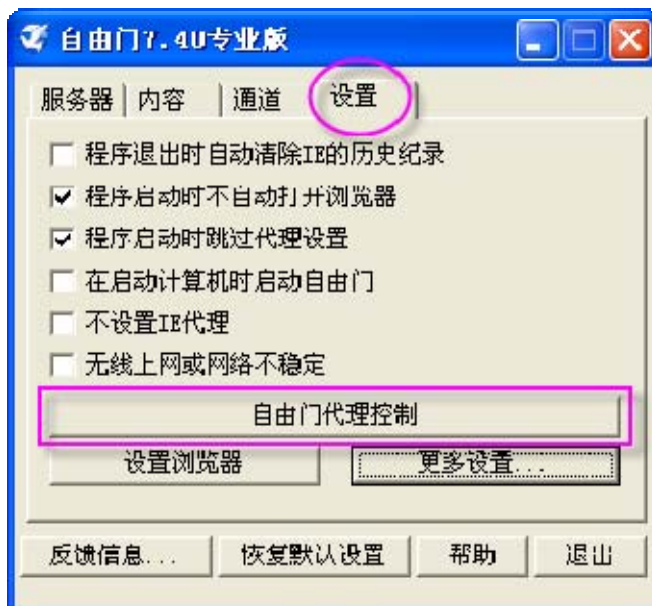 自由门7.40专业版
服务器 内容 通道 设置
程序退出时自动清除IE的历史纪录
程序启动时不自动打开浏览器
程序启动时跳过代理设置
在启动计算机时启动自由门
不设置IE代理
无线上网或网络不稳定
自由门代理控制
设置浏览器 更多设置...
反馈信息... 恢复默认设置 帮助 退出